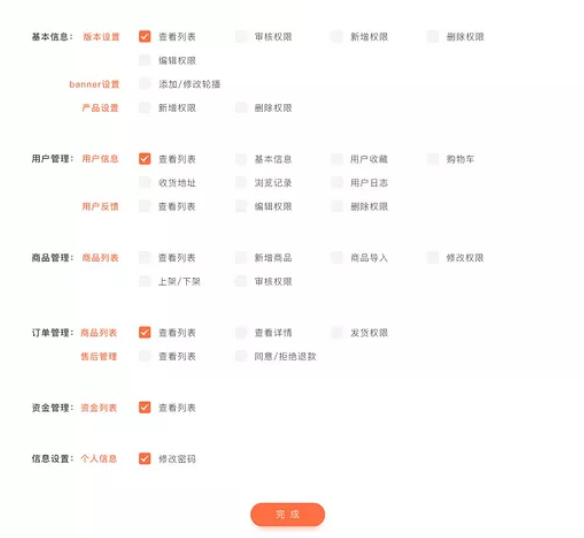 基本信息： 版本设置 查看列表 审核权限 新增权限 删除权限
编辑权限
banner设置 添加/修改轮播
产品设置 新增权限 删除权限
用户管理： 用户信息 查看列表 基本信息 用户收藏 购物车
收货地址 浏览记录 用户日志
用户反馈 查看列表 编辑权限 删除权限
商品管理： 商品列表 查看列表 新增商品 商品导入 修改权限
上架/下架 审核权限
订单管理： 商品列表 查看列表 查看详情 发货权限
售后管理 查看列表 同意/拒绝退款
资金管理： 资金列表 查看列表
信息设置： 个人信息 修改密码
完成